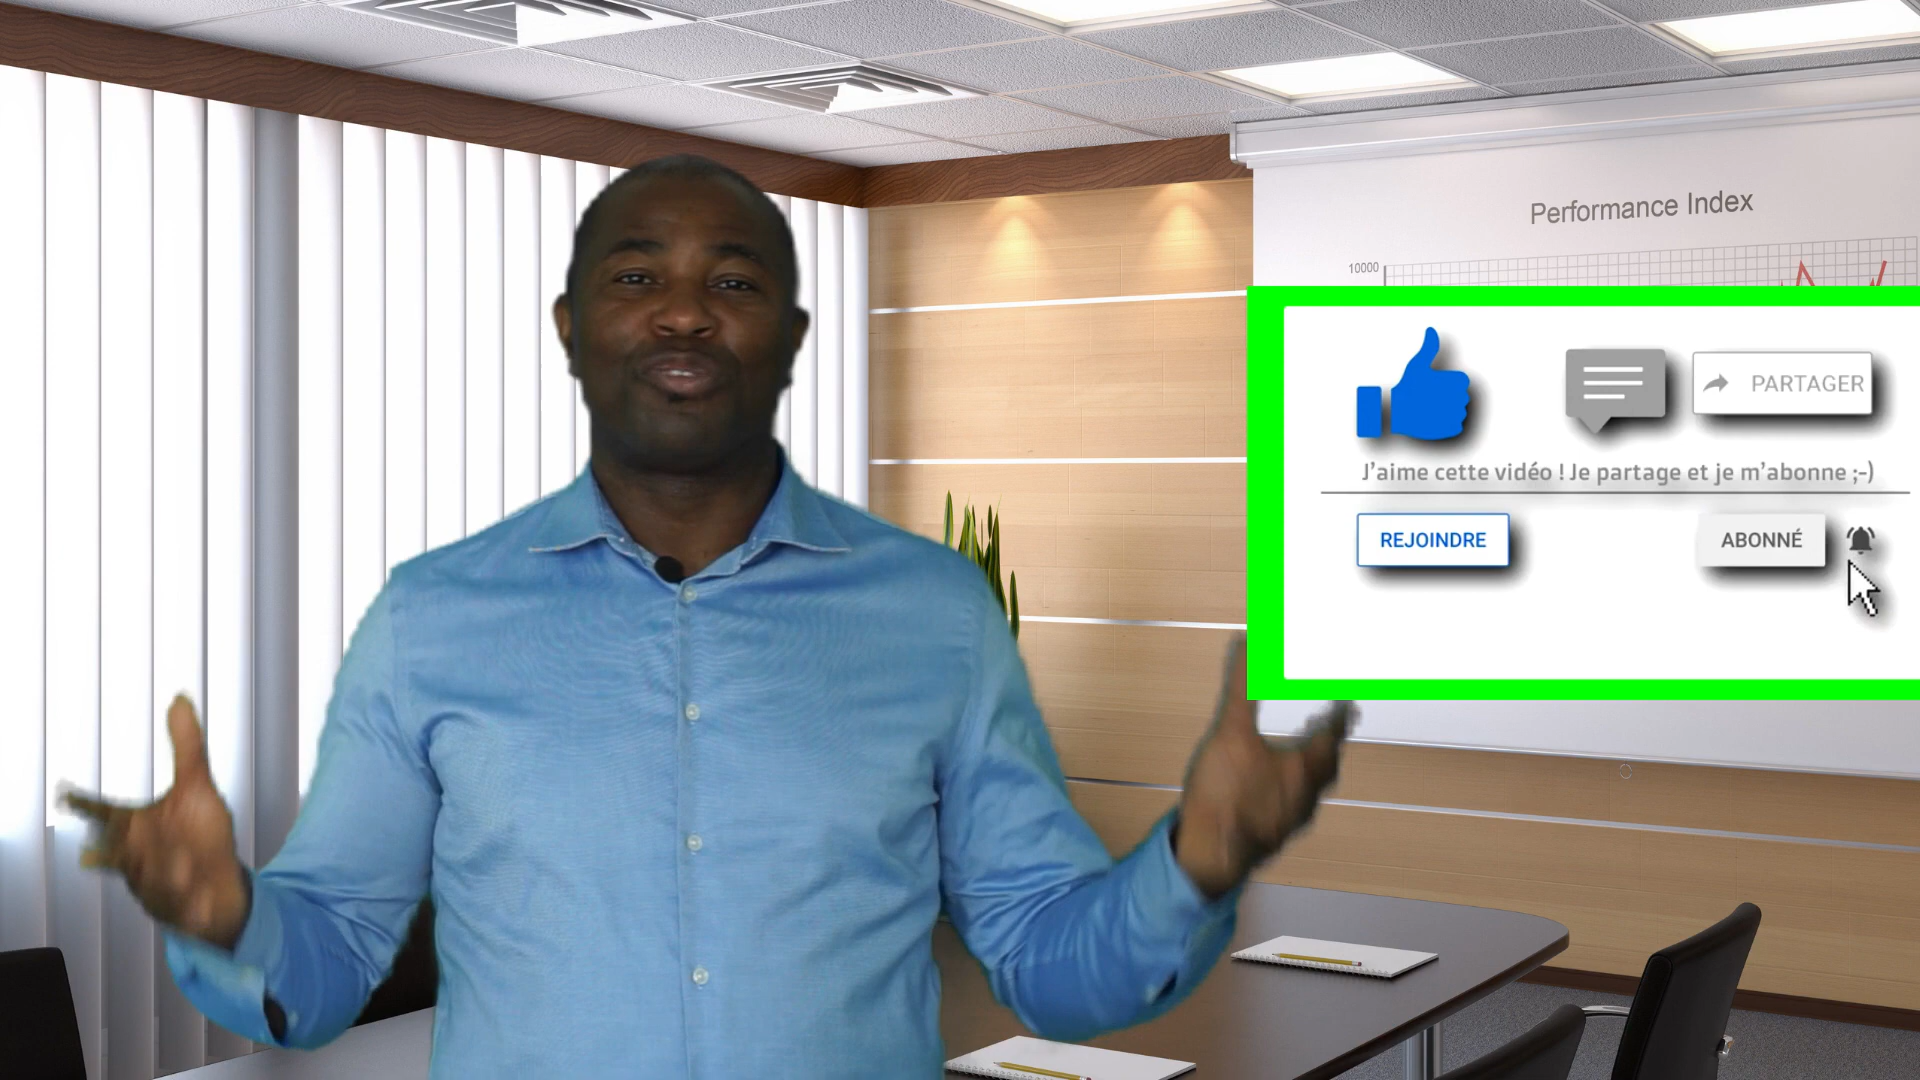 Performance Index
10000
PARTAGER
J'aime cette vidéo ! Je partage et je m'abonne ;-)
REJOINDRE
ABONNÉ